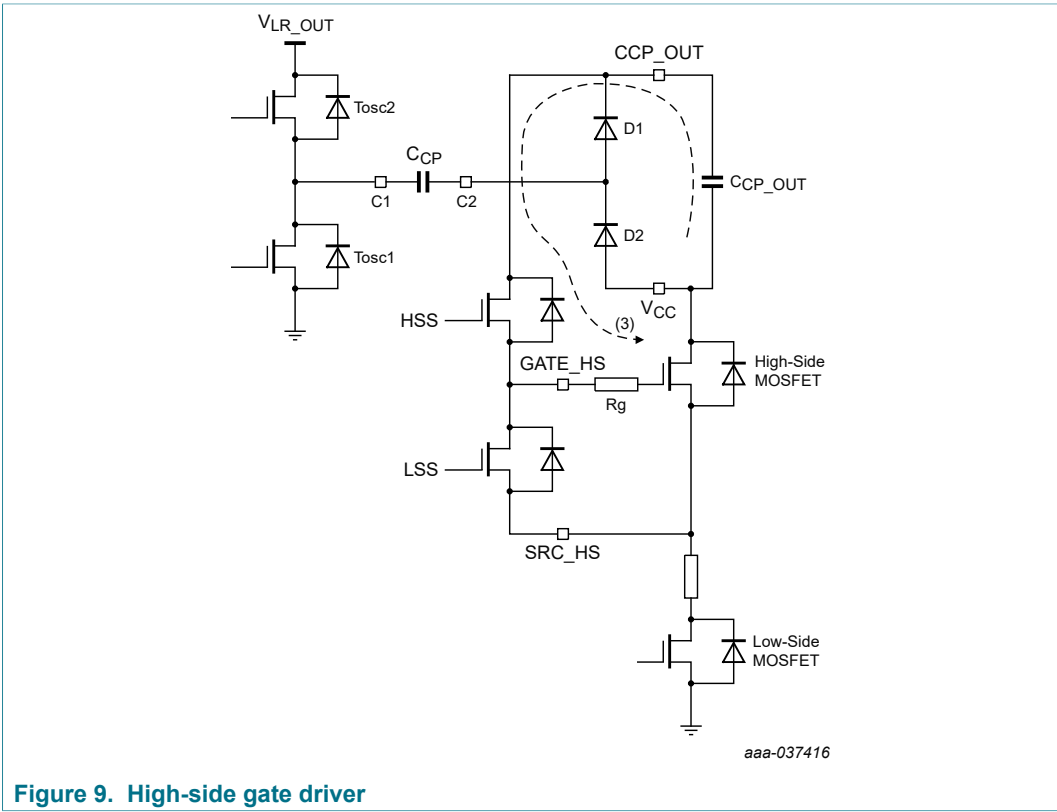 VLR_OUT
CCP_OUT
Tosc2
D1
CCP
CCP_OUT
C1
C2
D2
Tosc1
VCC
HSS
(3)
GATE_HS
High-Side
MOSFET
Rg
LSS
SRC_HS
Low-Side
MOSFET
aaa-037416
Figure 9. High-side gate driver